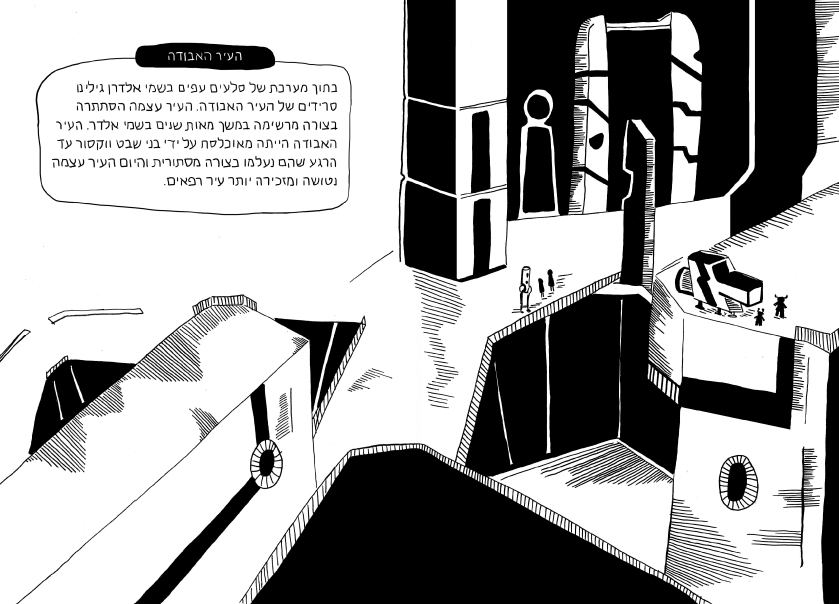 העיר האבודה
בתוך מערכת של סלעים עפים בשמי אלדרן גילינו
סרידים של העיר האבודה. העיר עצמה הסתתרה
בצורה מרשימה במשך מאות שנים בשמי אלדר. העיר
האבודה הייתה מאוכלסת על ידי בני שבט ווקסור עד
הרגע שהם נעלמו בצורה מסתורית והיום העיר עצמה
נטושה ומזכירה יותר עיר רפאים.